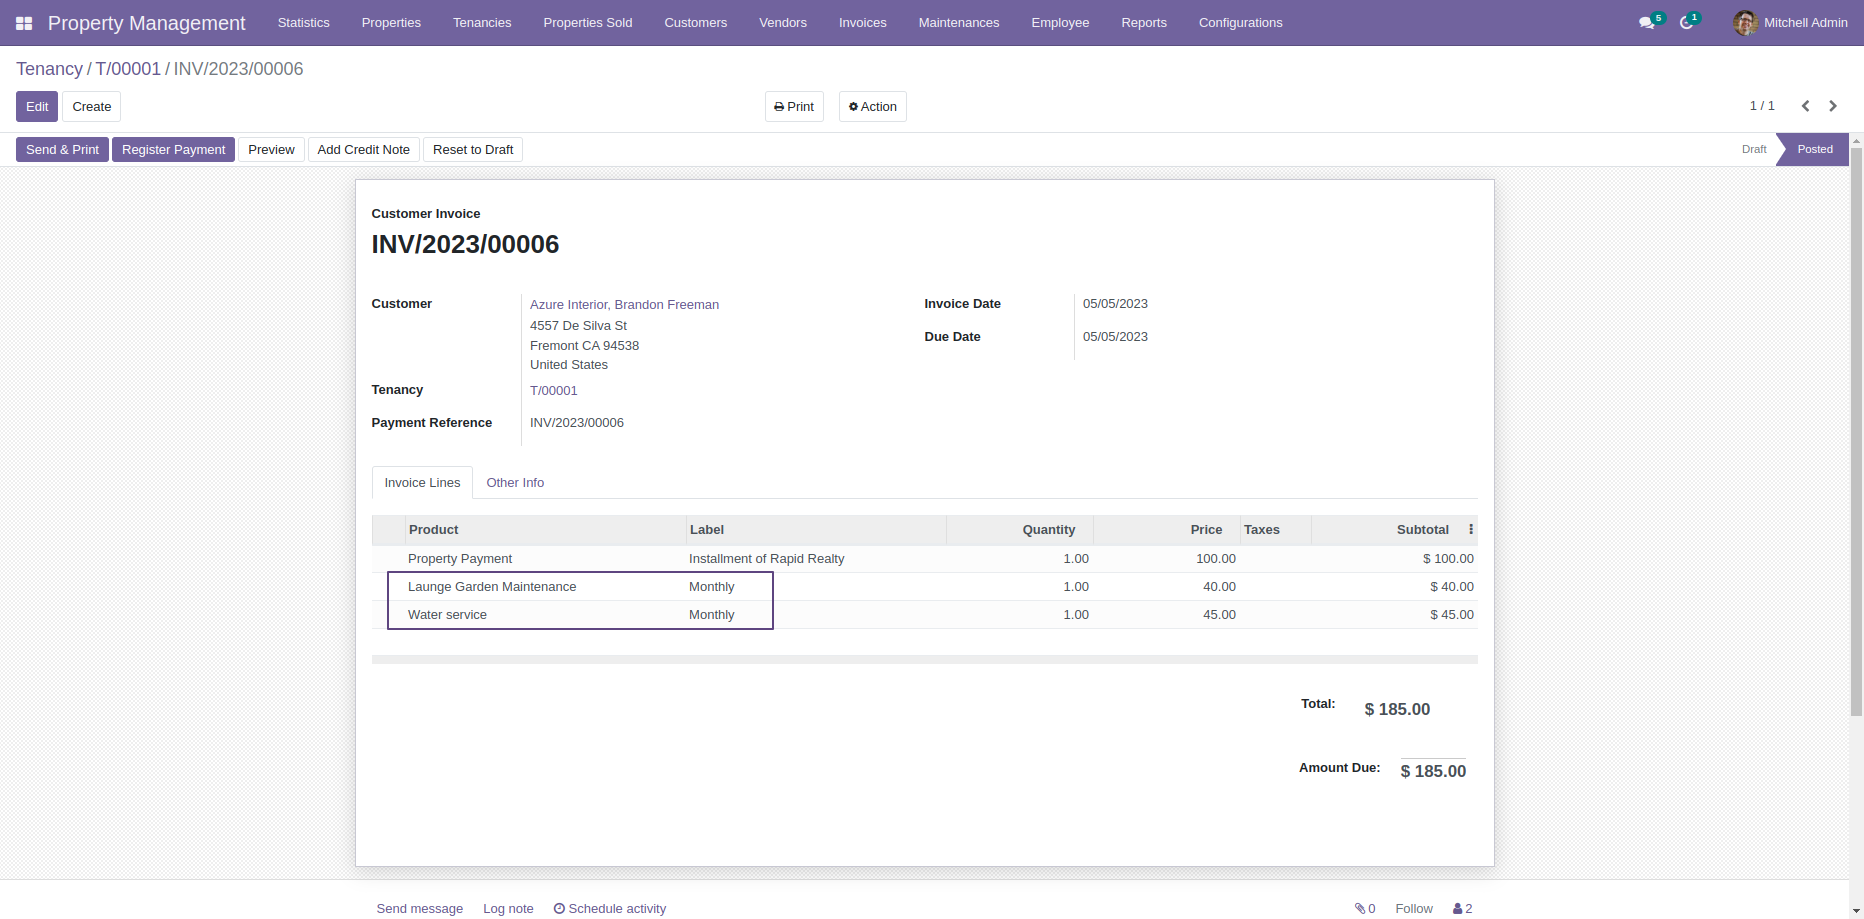 Property Management Statistics Properties Tenancies Properties Sold Customers Vendors Invoices Maintenances Employee Reports Configurations 5 1 Mitchell Admin
Tenancy / T/00001 / INV/2023/00006
Edit Create Print Action 1 / 1
Send & Print Register Payment Preview Add Credit Note Reset to Draft Draft Posted
Customer Invoice
INV/2023/00006
Customer Azure Interior, Brandon Freeman Invoice Date 05/05/2023
4557 De Silva St
Due Date 05/05/2023
Fremont CA 94538
United States
Tenancy T/00001
Payment Reference INV/2023/00006
Invoice Lines Other Info
Product Label Quantity Price Taxes Subtotal
Property Payment Installment of Rapid Realty 1.00 100.00 $ 100.00
Launge Garden Maintenance Monthly 1.00 40.00 $ 40.00
Water service Monthly 1.00 45.00 $ 45.00
Total: $ 185.00
Amount Due: $ 185.00
Send message Log note Schedule activity 0 Follow 2